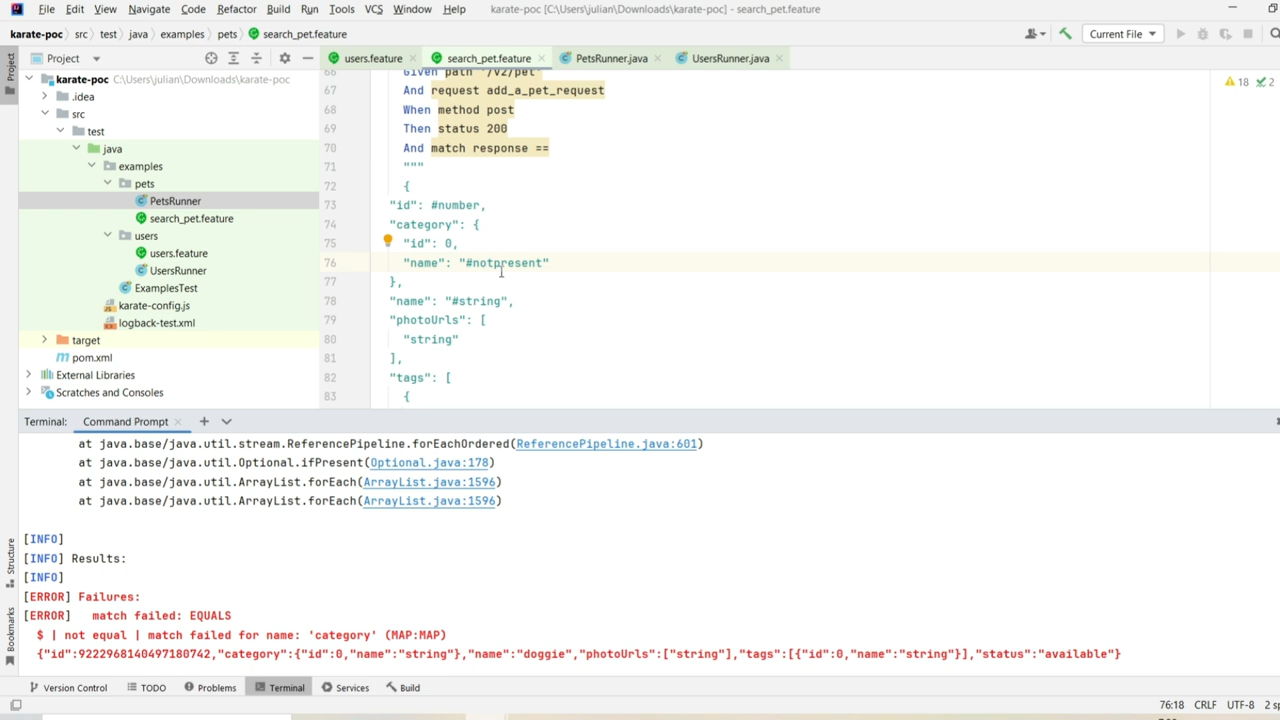 File Edit View Navigate Code Refactor Build Run Tools VCS Window Help karate-poc [C:\Users\julian\Downloads\karate-poc] - search_pet.feature
karate-poc src test java examples pets search_pet.feature
Current File
Project
Project
users.feature search_pet.feature PetsRunner.java UsersRunner.java
karate-poc C:\Users\julian\Downloads\karate-poc
.idea
src
test
java
examples
pets
PetsRunner
search_pet.feature
users
users.feature
UsersRunner
ExamplesTest
karate-config.js
logback-test.xml
target
pom.xml
External Libraries
Scratches and Consoles
18 2
66 Given path '/v2/pet'
67 And request add_a_pet_request
68 When method post
69 Then status 200
70 And match response ==
71 """
72 {
73 "id": #number,
74 "category": {
75 "id": 0,
76 "name": "#notpresent"
77 },
78 "name": "#string",
79 "photoUrls": [
80 "string"
81 ],
82 "tags": [
83 {
Terminal: Command Prompt
at java.base/java.util.stream.ReferencePipeline.forEachOrdered(ReferencePipeline.java:601)
at java.base/java.util.Optional.ifPresent(Optional.java:178)
at java.base/java.util.ArrayList.forEach(ArrayList.java:1596)
at java.base/java.util.ArrayList.forEach(ArrayList.java:1596)
[INFO]
[INFO] Results:
[INFO]
[ERROR] Failures:
[ERROR] match failed: EQUALS
$ | not equal | match failed for name: 'category' (MAP:MAP)
{"id":9222968140497180742,"category":{"id":0,"name":"string"},"name":"doggie","photoUrls":["string"],"tags":[{"id":0,"name":"string"}],"status":"available"}
Structure
Bookmarks
Version Control TODO Problems Terminal Services Build
76:18 CRLF UTF-8